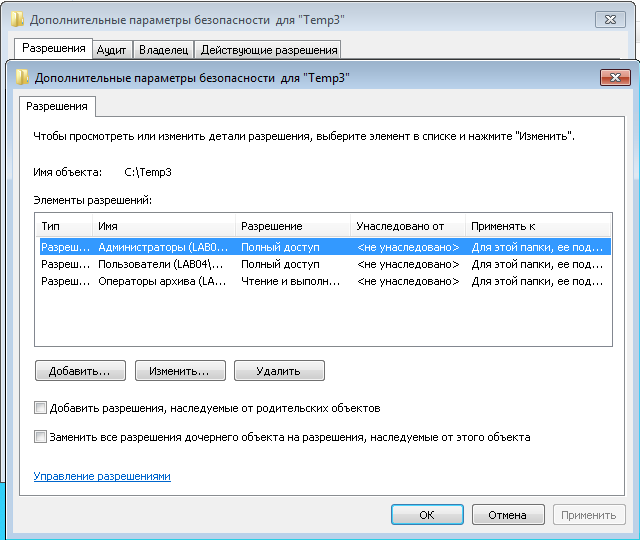 Дополнительные параметры безопасности для "Temp3"
Разрешения Аудит Владелец Действующие разрешения
Дополнительные параметры безопасности для "Temp3"
Разрешения
Чтобы просмотреть или изменить детали разрешения, выберите элемент в списке и нажмите "Изменить".
Имя объекта: C:\Temp3
Элементы разрешений:
Тип Имя Разрешение Унаследовано от Применять к
Разреш... Администраторы (LAB0... Полный доступ <не унаследовано> Для этой папки, ее под...
Разреш... Пользователи (LAB04\... Полный доступ <не унаследовано> Для этой папки, ее под...
Разреш... Операторы архива (LA... Чтение и выполн... <не унаследовано> Для этой папки, ее под...
Добавить... Изменить... Удалить
Добавить разрешения, наследуемые от родительских объектов
Заменить все разрешения дочернего объекта на разрешения, наследуемые от этого объекта
Управление разрешениями
ОК Отмена Применить